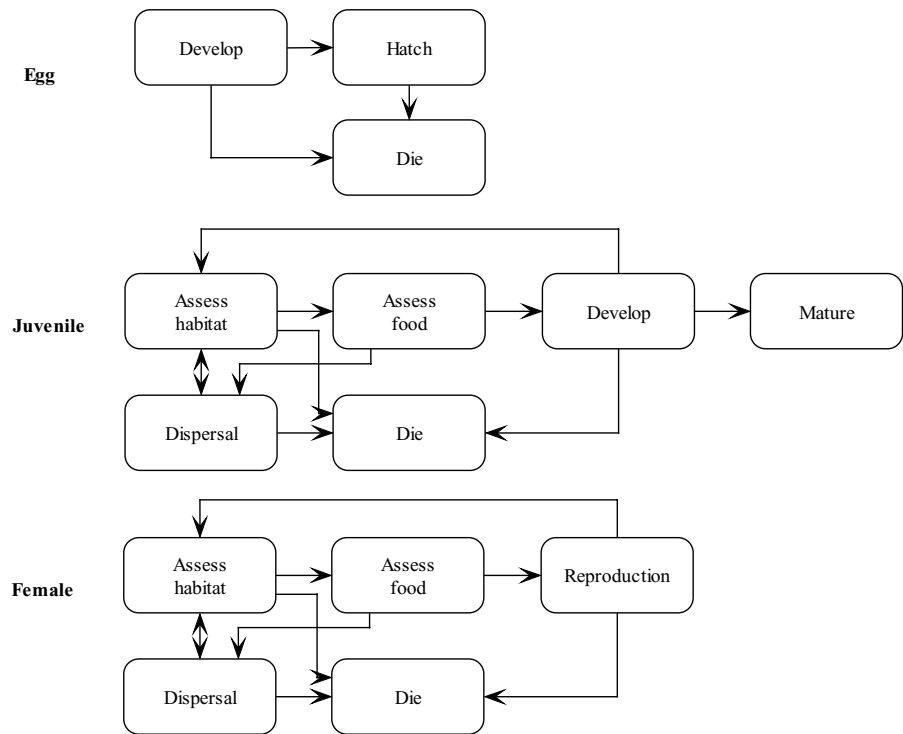 Develop
Hatch
Egg
Die
Assess
habitat
Assess
food
Develop
Mature
Juvenile
Dispersal
Die
Assess
habitat
Assess
food
Reproduction
Female
Dispersal
Die